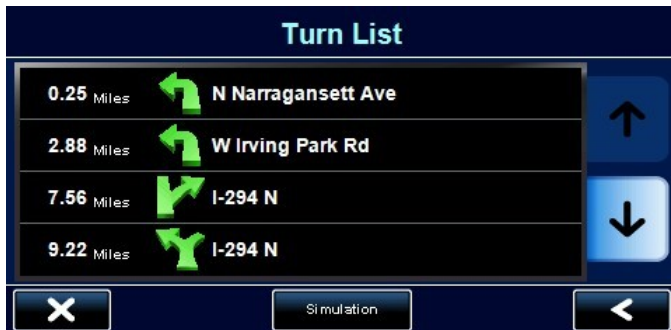 Turn List
0.25 Miles N Narragansett Ave
2.88 Miles W Irving Park Rd
7.56 Miles I-294 N
9.22 Miles I-294 N
Simulation